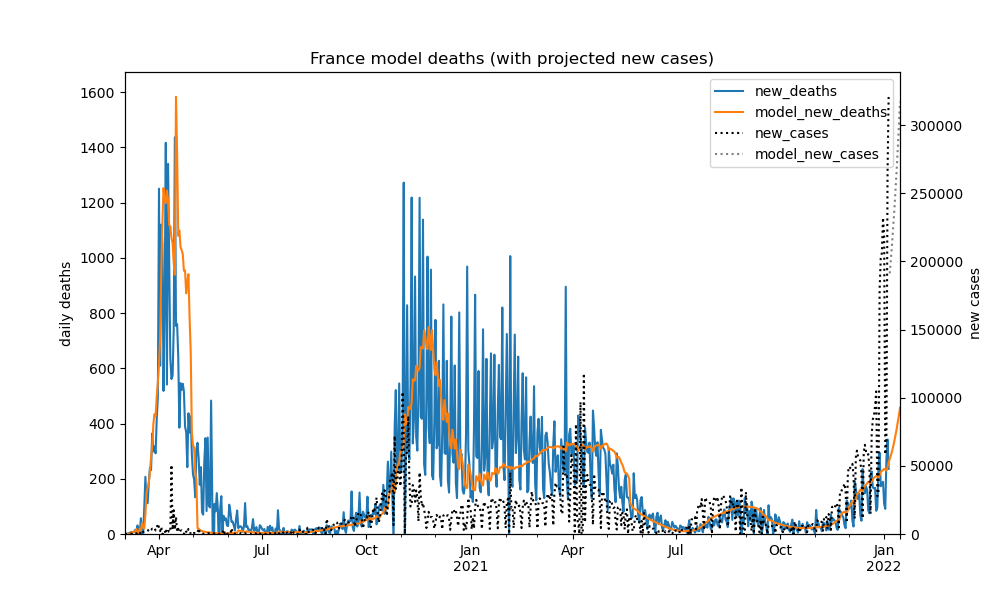 France model deaths (with projected new cases)
new_deaths
model_new_deaths
new_cases
model_new_cases
1600
1400
1200
1000
800
600
400
200
0
daily deaths
300000
250000
200000
150000
100000
50000
0
new cases
Apr
Jul
Oct
Jan
2021
Apr
Jul
Oct
Jan
2022